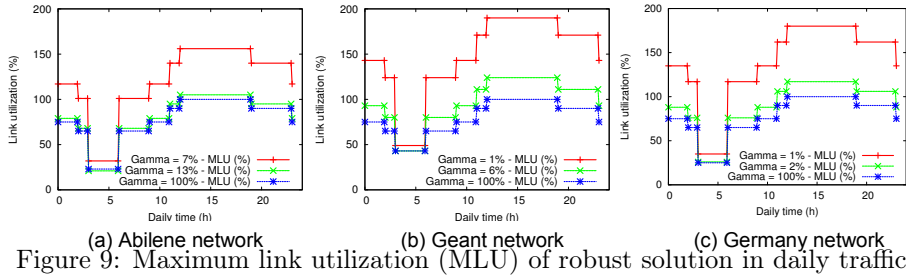 200
150
100
50
0
Link utilization (%)
Gamma = 7% - MLU (%)
Gamma = 13% - MLU (%)
Gamma = 100% - MLU (%)
0 5 10 15 20
Daily time (h)
(a) Abilene network
200
150
100
50
0
Link utilization (%)
Gamma = 1% - MLU (%)
Gamma = 6% - MLU (%)
Gamma = 100% - MLU (%)
0 5 10 15 20
Daily time (h)
(b) Geant network
200
150
100
50
0
Link utilization (%)
Gamma = 1% - MLU (%)
Gamma = 2% - MLU (%)
Gamma = 100% - MLU (%)
0 5 10 15 20
Daily time (h)
(c) Germany network
Figure 9: Maximum link utilization (MLU) of robust solution in daily traffic